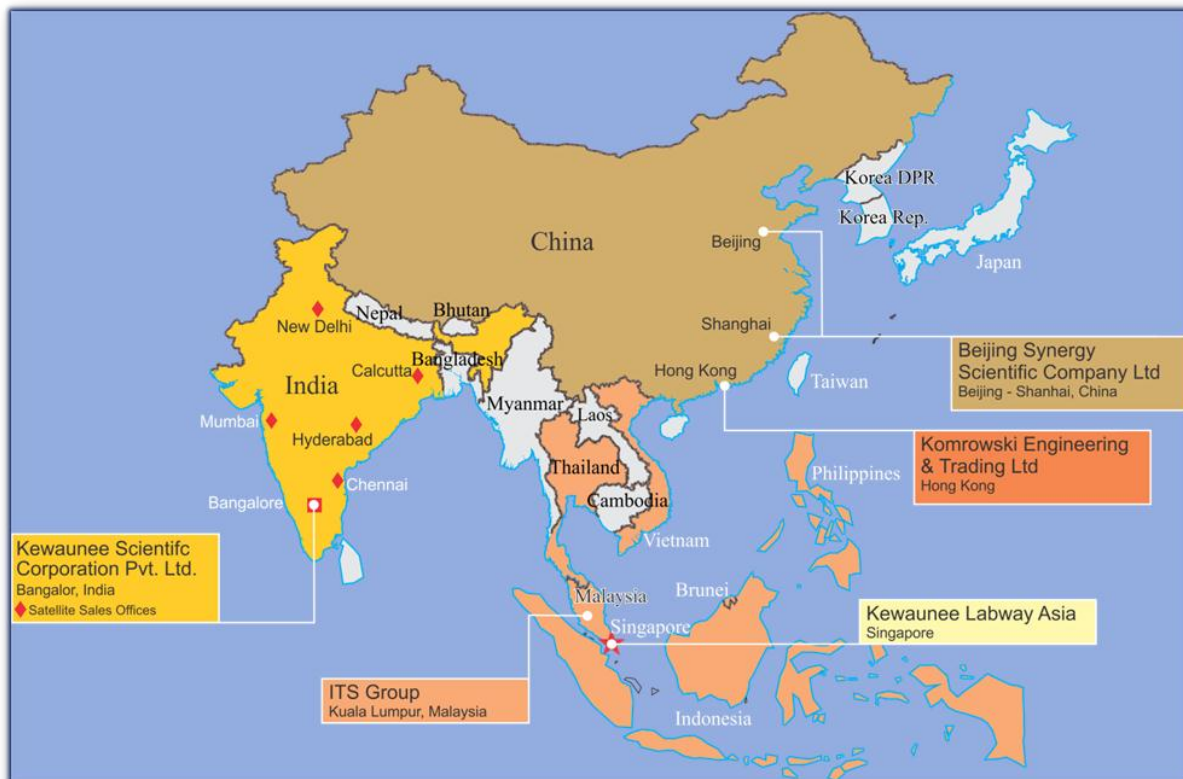 Korea DPR
Korea Rep.
China
Beijing
Japan
Nepal
Bhutan
New Delhi
Shanghai
Bangladesh
Calcutta
India
Hong Kong
Taiwan
Beijing Synergy
Scientific Company Ltd
Beijing - Shanhai, China
Myanmar
Laos
Mumbai
Hyderabad
Thailand
Philippines
Komrowski Engineering
& Trading Ltd
Hong Kong
Chennai
Cambodia
Bangalore
Vietnam
Kewaunee Scientifc
Corporation Pvt. Ltd.
Bangalor, India
Satellite Sales Offices
Malaysia
Brunei
Singapore
Kewaunee Labway Asia
Singapore
ITS Group
Kuala Lumpur, Malaysia
Indonesia